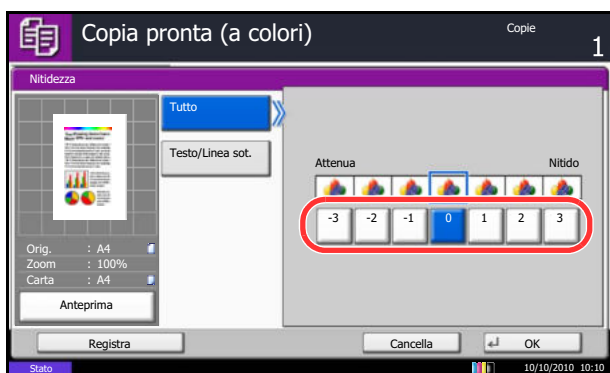 Copia pronta (a colori)
Copie
1
Nitidezza
Tutto
Testo/Linea sot.
Attenua
Nitido
-3 -2 -1 0 1 2 3
Orig. : A4
Zoom : 100%
Carta : A4
Anteprima
Registra
Cancella
OK
Stato
10/10/2010 10:10